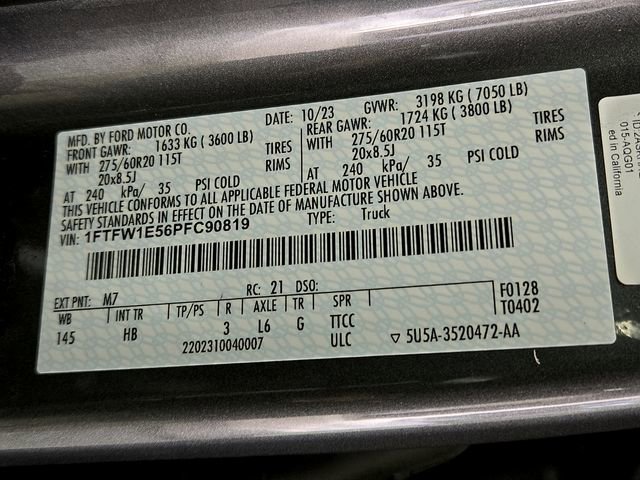 MFD. BY FORD MOTOR CO.
DATE: 10/23 GVWR: 3198 KG ( 7050 LB)
FRONT GAWR: 1633 KG ( 3600 LB)
REAR GAWR: 1724 KG ( 3800 LB)
WITH 275/60R20 115T TIRES
WITH 275/60R20 115T TIRES
20x8.5J RIMS
20x8.5J RIMS
AT 240 kPa/ 35 PSI COLD
AT 240 kPa/ 35 PSI COLD
THIS VEHICLE CONFORMS TO ALL APPLICABLE FEDERAL MOTOR VEHICLE
SAFETY STANDARDS IN EFFECT ON THE DATE OF MANUFACTURE SHOWN ABOVE.
VIN: 1FTFW1E56PFC90819
TYPE: Truck
EXT PNT: M7 RC: 21 DSO:
WB INT TR TP/PS R AXLE TR SPR
145 HB 3 L6 G TTCC
2202310040007 ULC
F0128
T0402
5U5A-3520472-AA
015-AQG01
ed in California